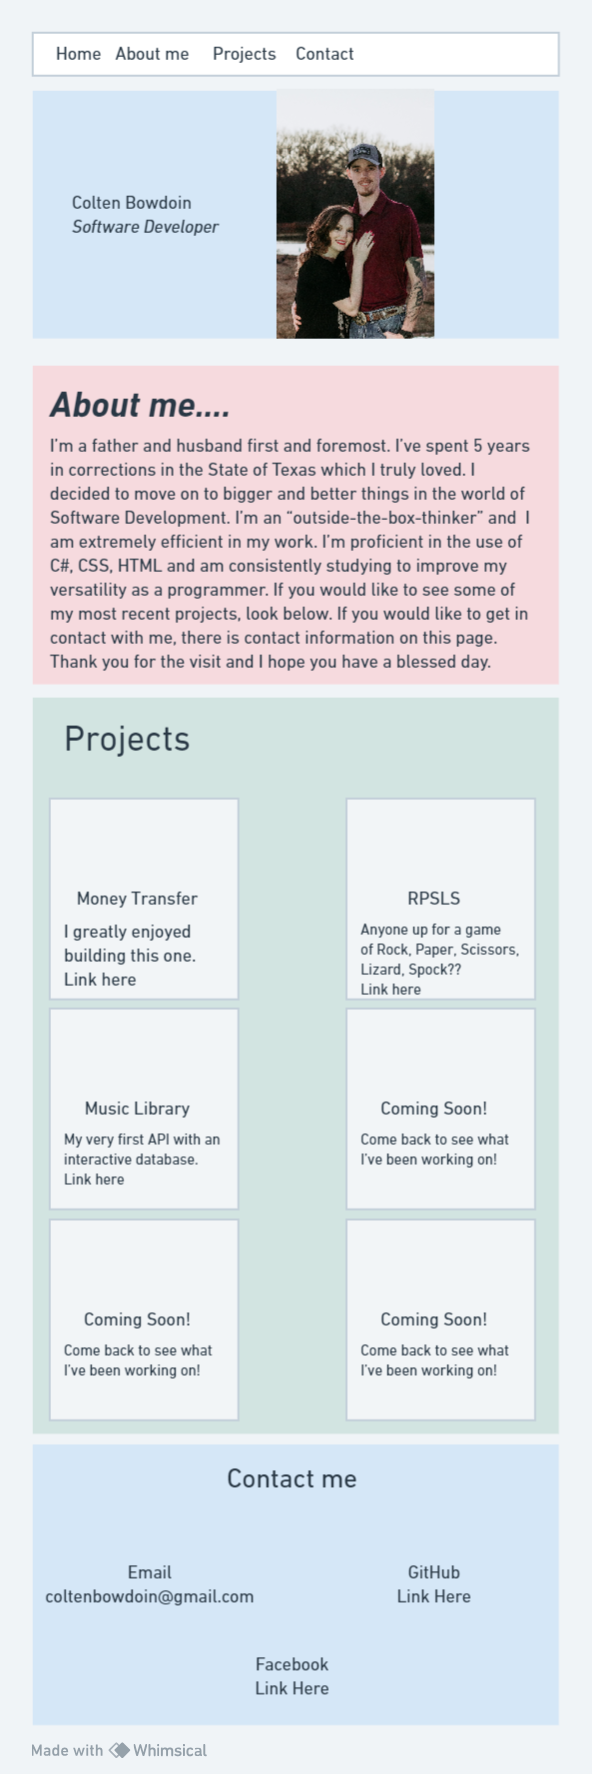 Home About me Projects Contact
Colten Bowdoin
Software Developer
About me....
I'm a father and husband first and foremost. I've spent 5 years
in corrections in the State of Texas which I truly loved. I
decided to move on to bigger and better things in the world of
Software Development. I'm an “outside-the-box-thinker” and  I
am extremely efficient in my work. I'm proficient in the use of
C#, CSS, HTML and am consistently studying to improve my
versatility as a programmer. If you would like to see some of
my most recent projects, look below. If you would like to get in
contact with me, there is contact information on this page.
Thank you for the visit and I hope you have a blessed day.
Projects
Money Transfer
I greatly enjoyed
building this one.
Link here
RPSLS
Anyone up for a game
of Rock, Paper, Scissors,
Lizard, Spock??
Link here
Music Library
My very first API with an
interactive database.
Link here
Coming Soon!
Come back to see what
I've been working on!
Coming Soon!
Come back to see what
I've been working on!
Coming Soon!
Come back to see what
I've been working on!
Contact me
Email
coltenbowdoin@gmail.com
GitHub
Link Here
Facebook
Link Here
Made with Whimsical